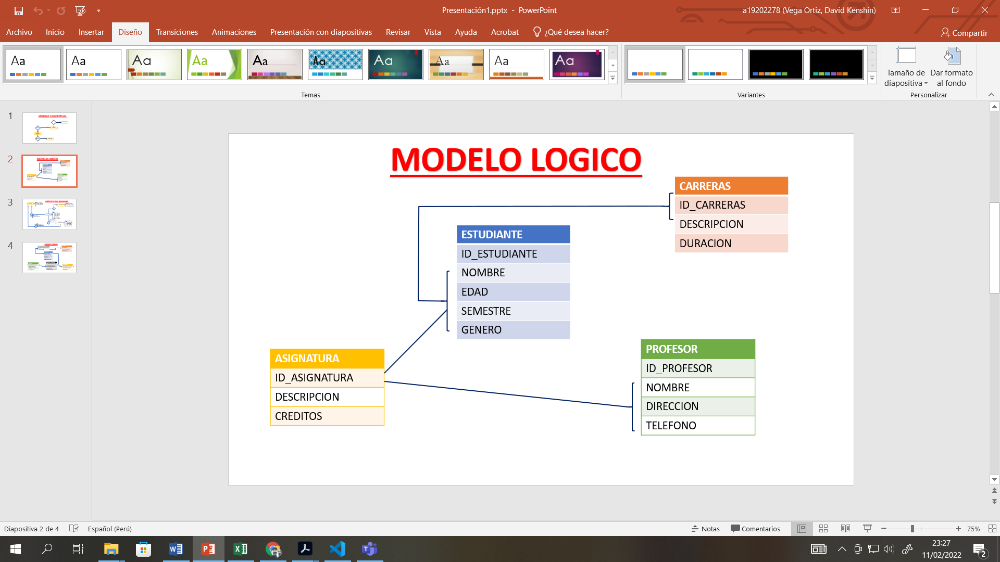 Presentación1.pptx - PowerPoint
a19202278 (Vega Ortiz, David Kenshin)
Archivo
Inicio
Insertar
Diseño
Transiciones
Animaciones
Presentación con diapositivas
Revisar
Vista
Ayuda
Acrobat
¿Qué desea hacer?
Compartir
Aa
Aa
Aa
Aa
Aa
Aa
Aa
Aa
Aa
Aa
Tamaño de
diapositiva
Dar formato
al fondo
Temas
Variantes
Personalizar
1
MODELO CONCEPTUAL
2
MODELO LOGICO
3
4
MODELO LOGICO
CARRERAS
ID_CARRERAS
DESCRIPCION
DURACION
ESTUDIANTE
ID_ESTUDIANTE
NOMBRE
EDAD
SEMESTRE
GENERO
ASIGNATURA
ID_ASIGNATURA
DESCRIPCION
CREDITOS
PROFESOR
ID_PROFESOR
NOMBRE
DIRECCION
TELEFONO
Diapositiva 2 de 4
Español (Perú)
Notas
Comentarios
75%
23:27
11/02/2022
2